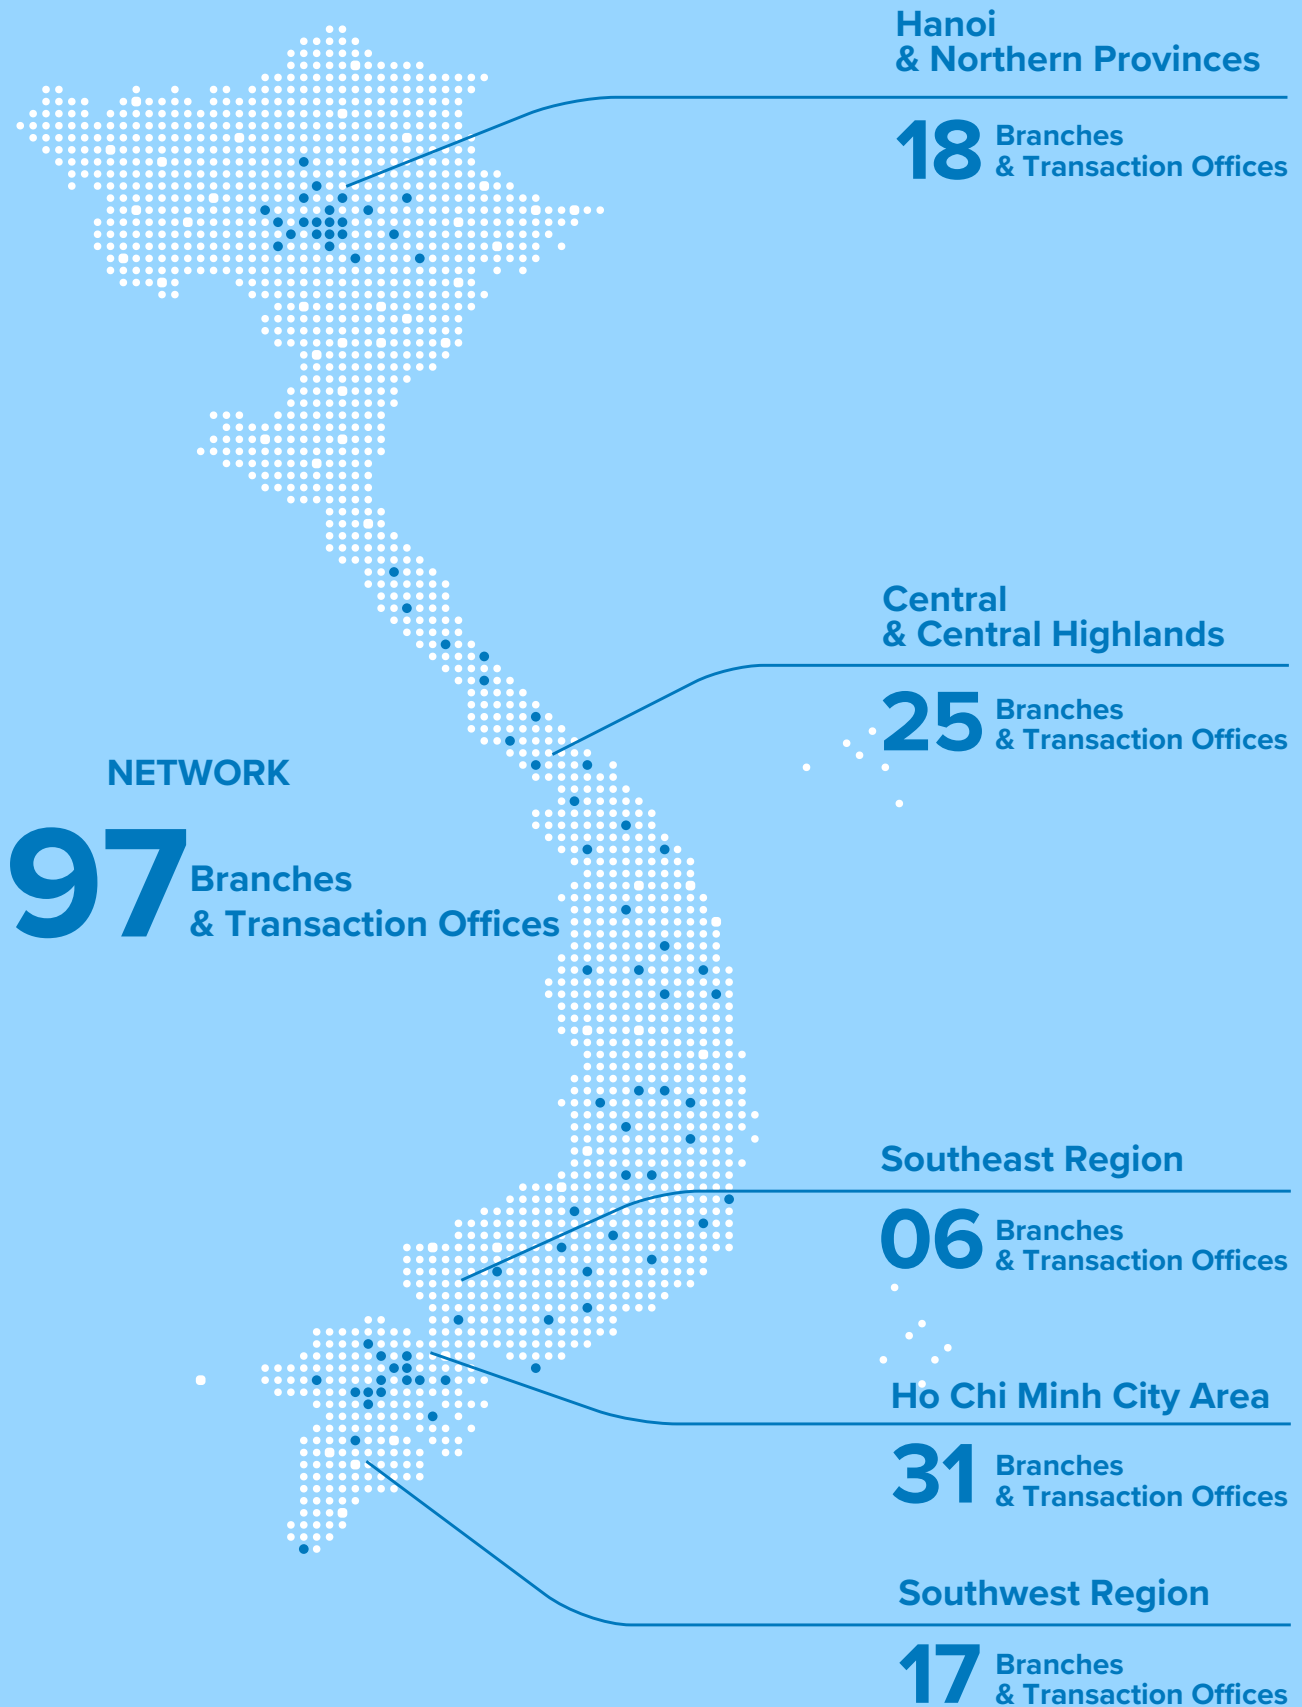 Hanoi
& Northern Provinces
18 Branches
& Transaction Offices
Central
& Central Highlands
25 Branches
& Transaction Offices
NETWORK
97 Branches
& Transaction Offices
Southeast Region
06 Branches
& Transaction Offices
Ho Chi Minh City Area
31 Branches
& Transaction Offices
Southwest Region
17 Branches
& Transaction Offices